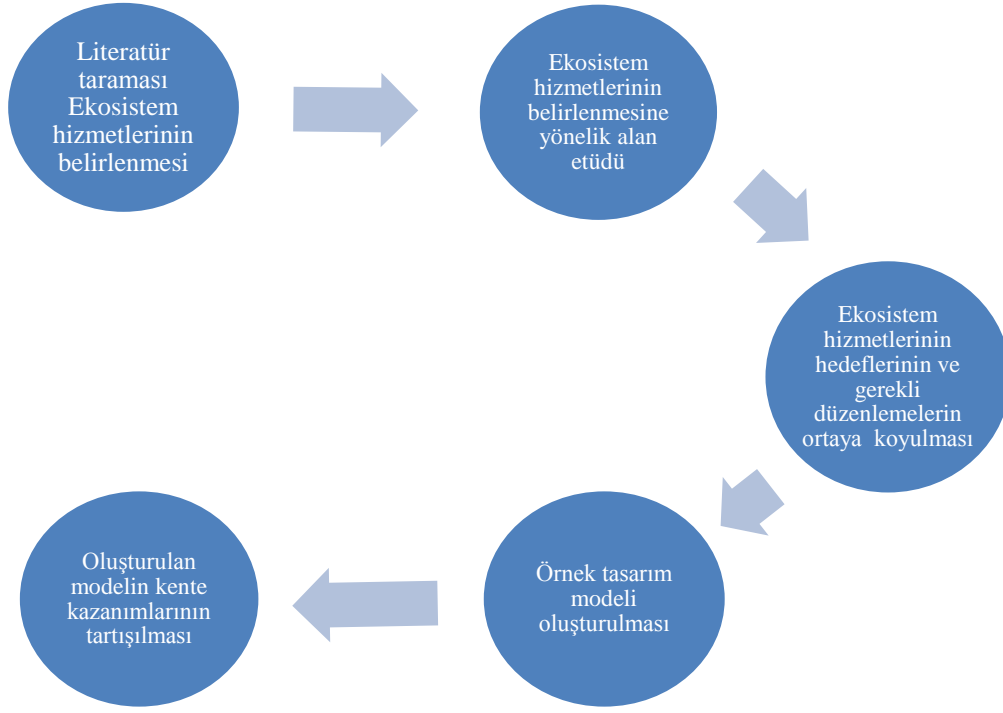 Literatür
taraması
Ekosistem
hizmetlerinin
belirlenmesi
Ekosistem
hizmetlerinin
belirlenmesine
yönelik alan
etüdü
Ekosistem
hizmetlerinin
hedeflerinin ve
gerekli
düzenlemelerin
ortaya koyulması
Örnek tasarım
modeli
oluşturulması
Oluşturulan
modelin kente
kazanımlarının
tartışılması